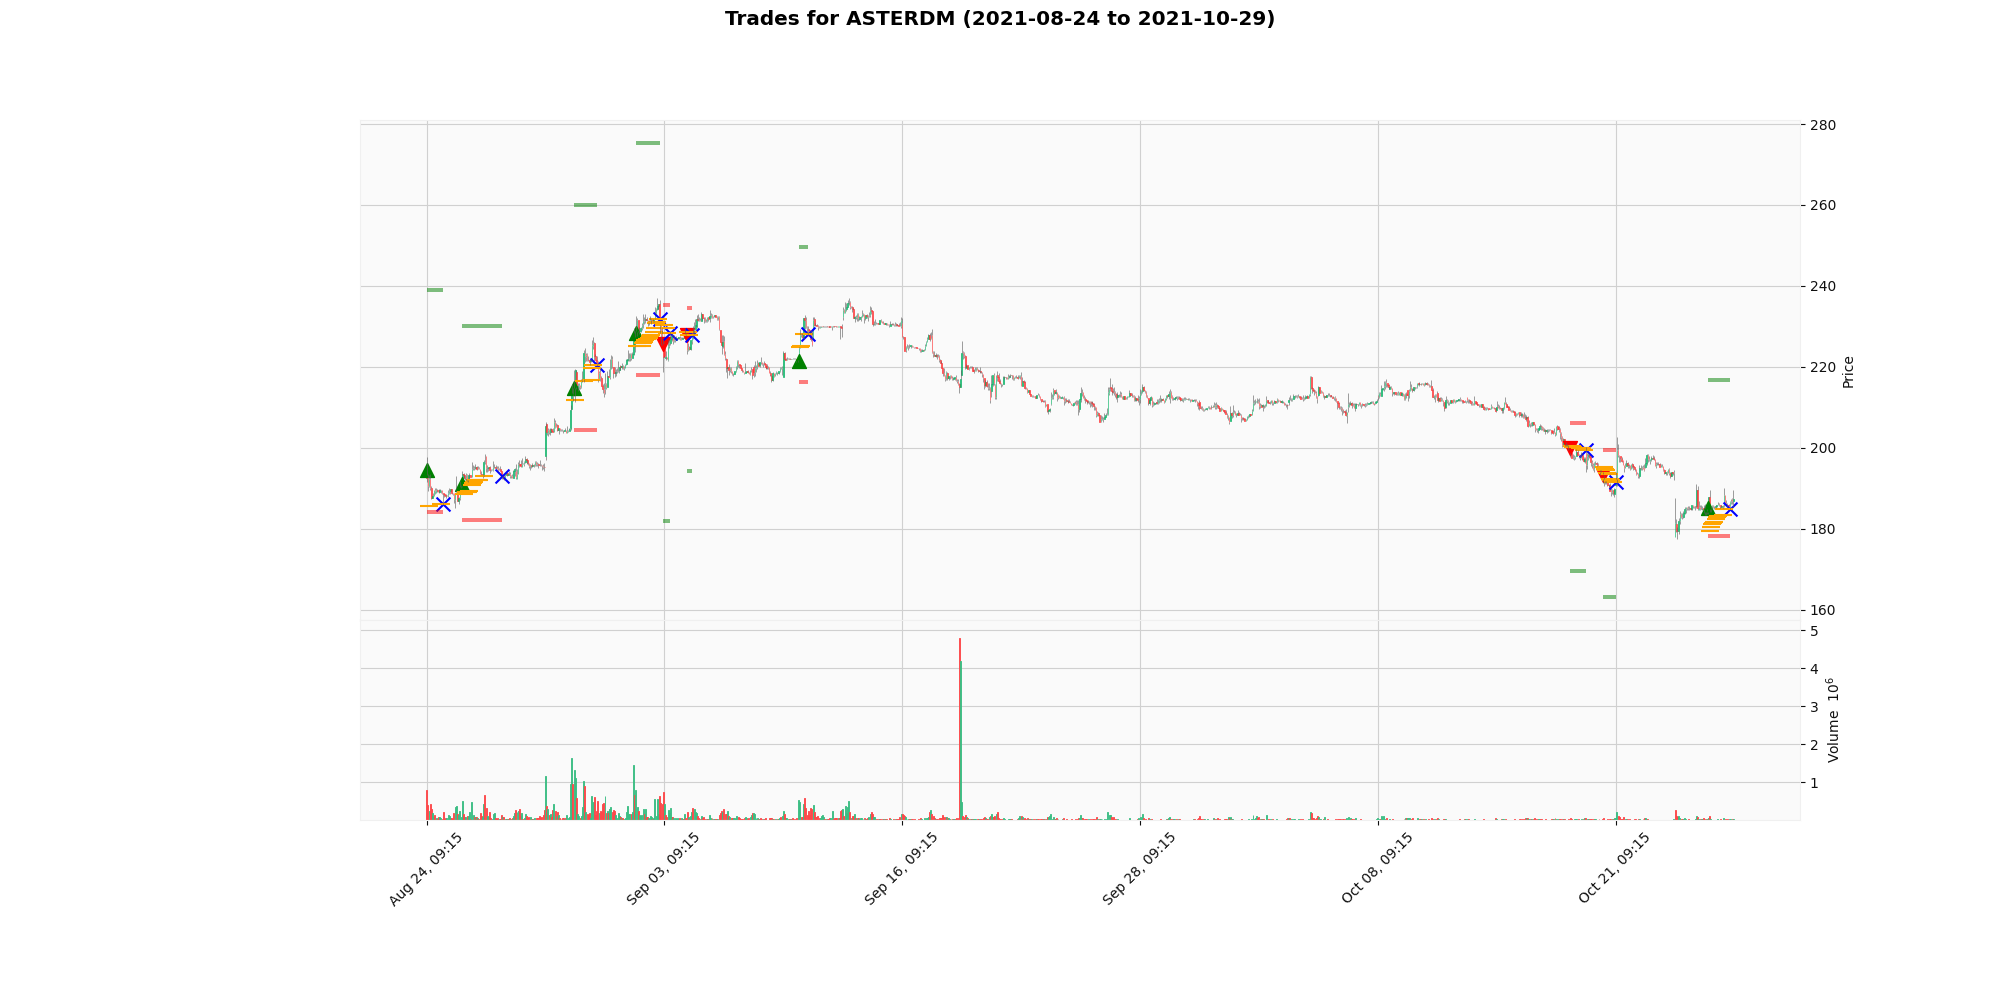 Trades for ASTERDM (2021-08-24 to 2021-10-29)
280
260
240
220
200
180
160
Price
5
4
3
2
1
Volume 10^6
Aug 24, 09:15
Sep 03, 09:15
Sep 16, 09:15
Sep 28, 09:15
Oct 08, 09:15
Oct 21, 09:15